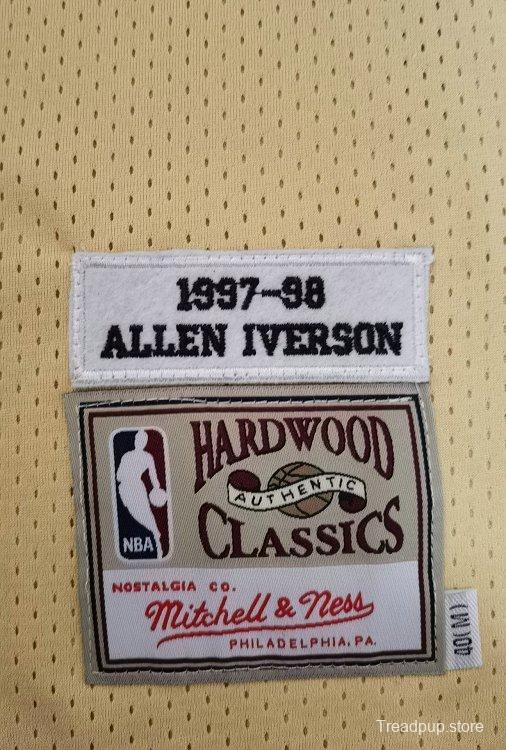 1997-98
ALLEN IVERSON
HARDWOOD
AUTHENTIC
CLASSICS
NBA
NOSTALGIA CO.
Mitchell & Ness
PHILADELPHIA, PA.
40(M)
Treadpup.store